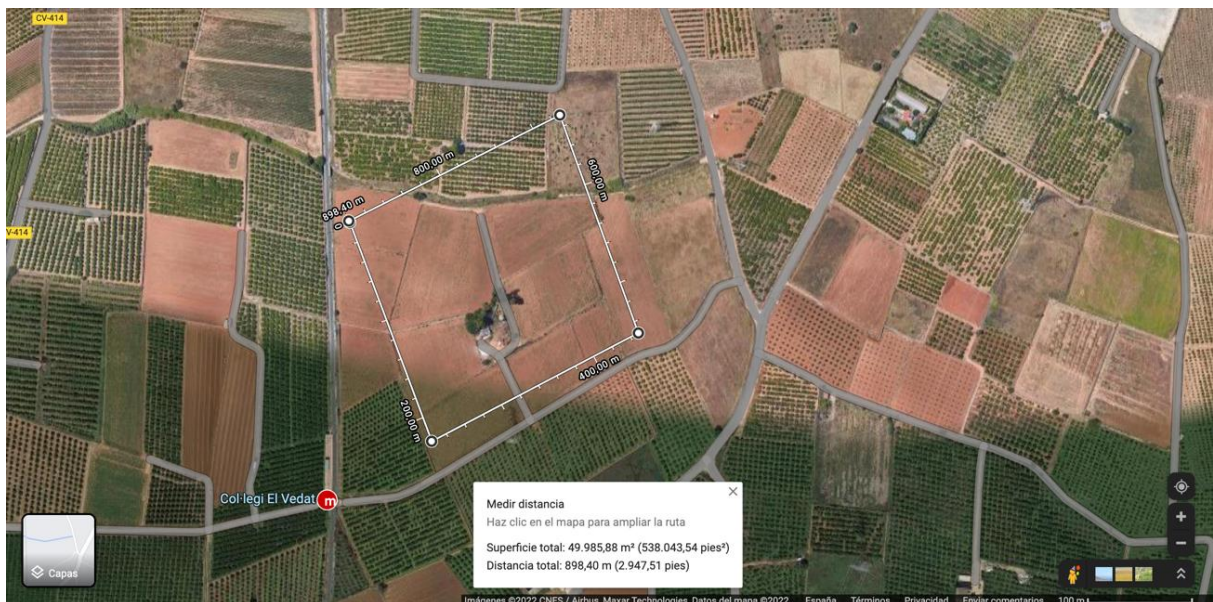 CV-414
800,00 m
600,00 m
898,40 m
0
V-414
400,00 m
200,00 m
Col·legi El Vedat
m
Medir distancia
Haz clic en el mapa para ampliar la ruta
Superficie total: 49.985,88 m² (538.043,54 pies²)
Distancia total: 898,40 m (2.947,51 pies)
Capas
Imágenes ©2022 CNES / Airbus, Maxar Technologies, Datos del mapa ©2022 España Términos Privacidad Enviar comentarios 100 m